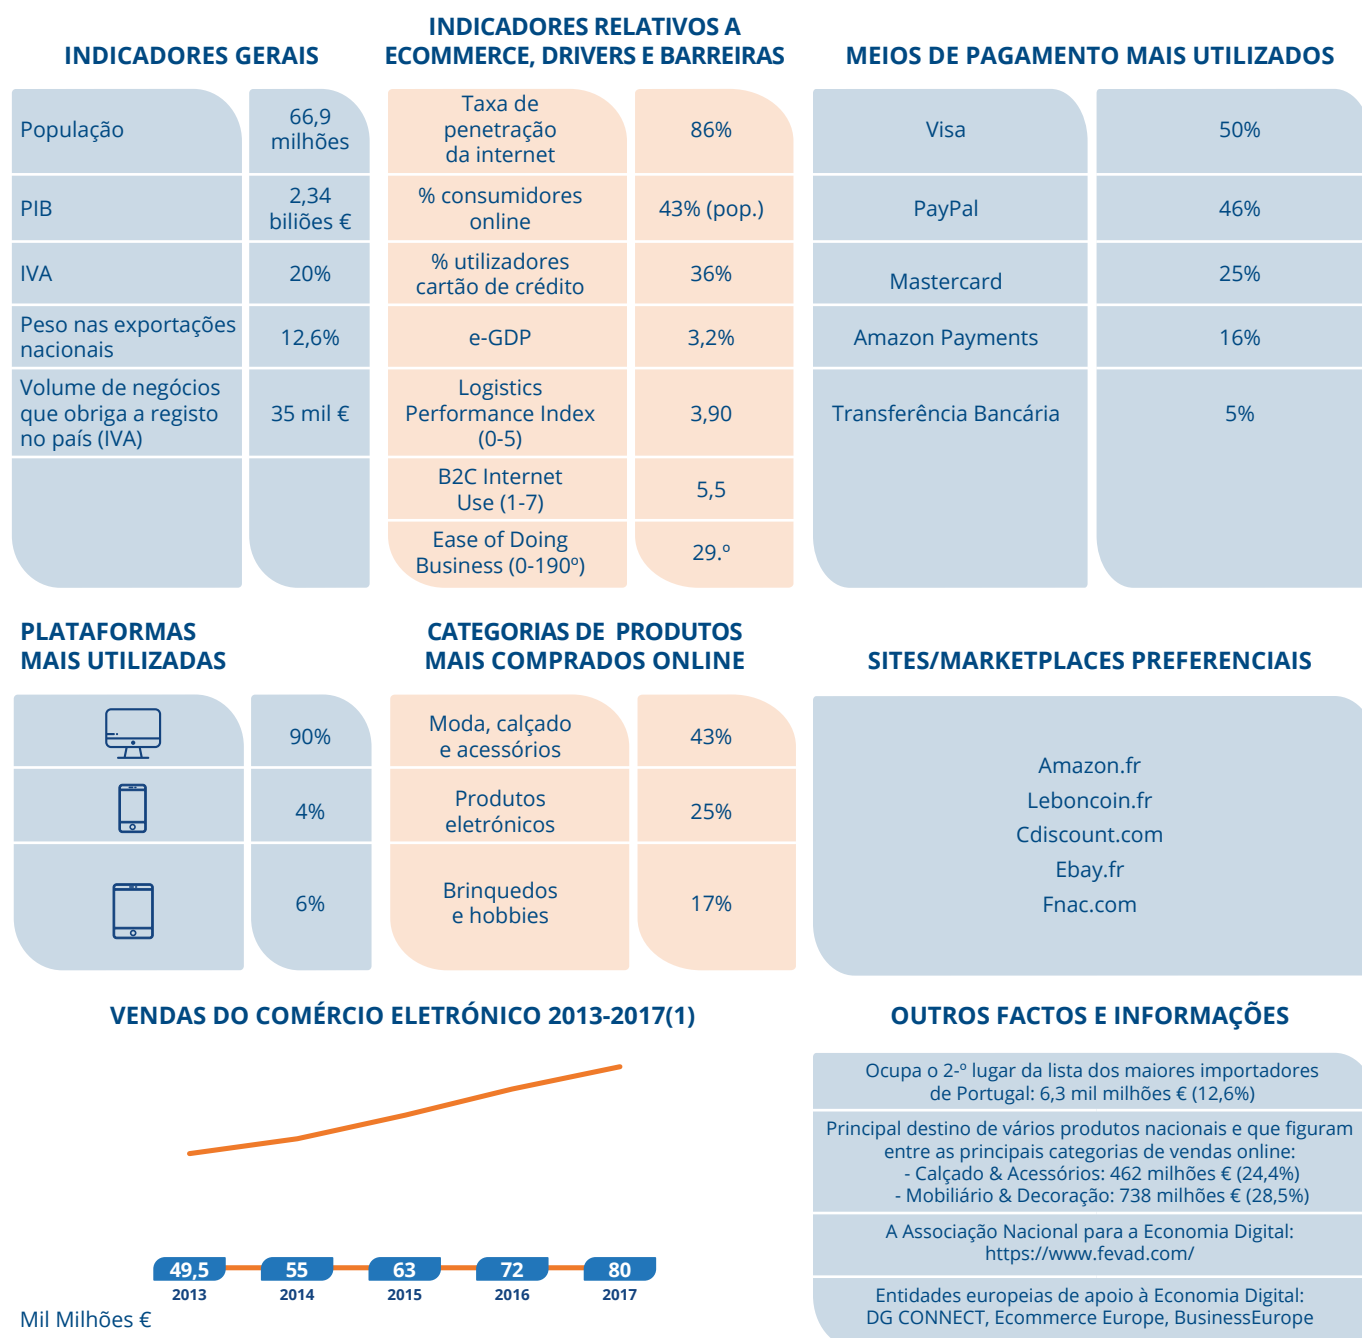 INDICADORES GERAIS
População
66,9
milhões
PIB
2,34
biliões €
IVA
20%
Peso nas exportações
nacionais
12,6%
Volume de negócios
que obriga a registo
no país (IVA)
35 mil €
INDICADORES RELATIVOS A
ECOMMERCE, DRIVERS E BARREIRAS
Taxa de
penetração
da internet
86%
% consumidores
online
43% (pop.)
% utilizadores
cartão de crédito
36%
e-GDP
3,2%
Logistics
Performance Index
(0-5)
3,90
B2C Internet
Use (1-7)
5,5
Ease of Doing
Business (0-190º)
29.º
MEIOS DE PAGAMENTO MAIS UTILIZADOS
Visa
50%
PayPal
46%
Mastercard
25%
Amazon Payments
16%
Transferência Bancária
5%
PLATAFORMAS
MAIS UTILIZADAS
90%
4%
6%
CATEGORIAS DE PRODUTOS
MAIS COMPRADOS ONLINE
Moda, calçado
e acessórios
43%
Produtos
eletrónicos
25%
Brinquedos
e hobbies
17%
SITES/MARKETPLACES PREFERENCIAIS
Amazon.fr
Leboncoin.fr
Cdiscount.com
Ebay.fr
Fnac.com
VENDAS DO COMÉRCIO ELETRÓNICO 2013-2017(1)
49,5 55 63 72 80
2013 2014 2015 2016 2017
Mil Milhões €
OUTROS FACTOS E INFORMAÇÕES
Ocupa o 2-º lugar da lista dos maiores importadores
de Portugal: 6,3 mil milhões € (12,6%)
Principal destino de vários produtos nacionais e que figuram
entre as principais categorias de vendas online:
- Calçado & Acessórios: 462 milhões € (24,4%)
- Mobiliário & Decoração: 738 milhões € (28,5%)
A Associação Nacional para a Economia Digital:
https://www.fevad.com/
Entidades europeias de apoio à Economia Digital:
DG CONNECT, Ecommerce Europe, BusinessEurope